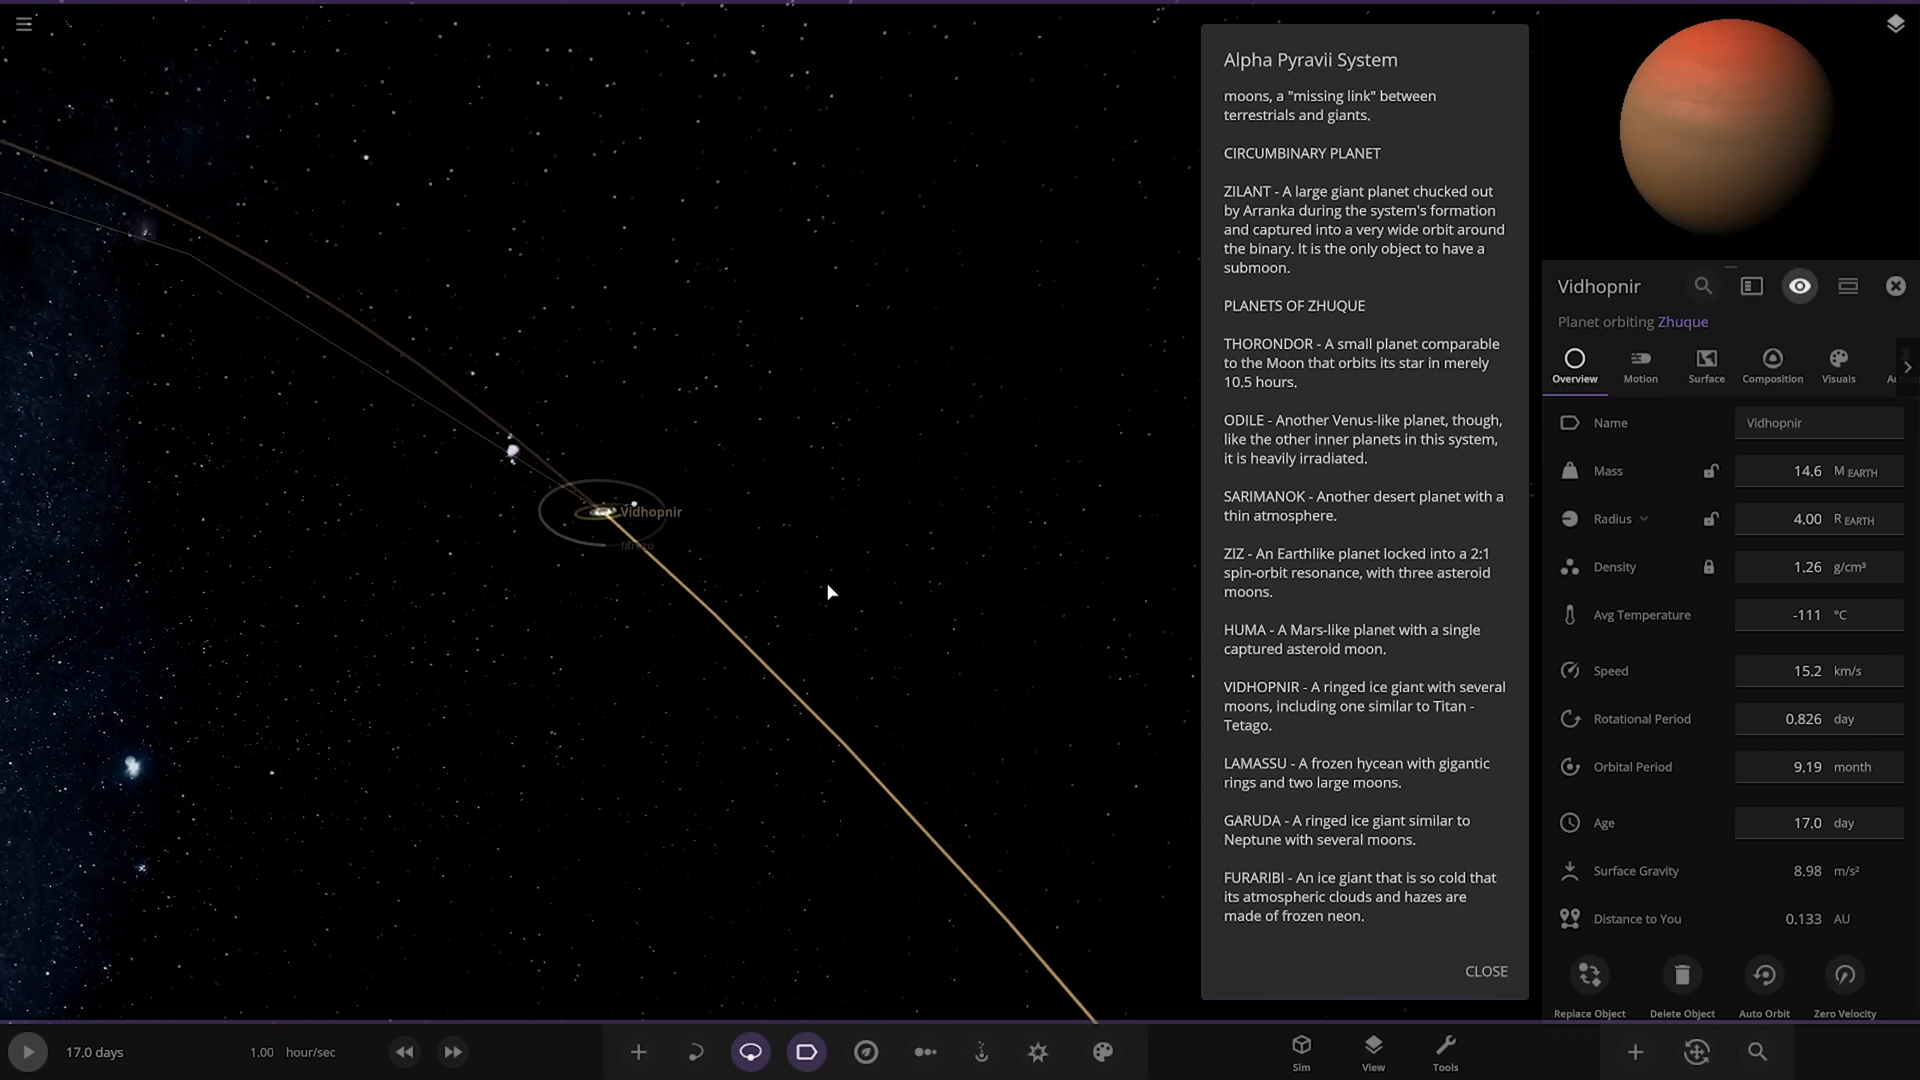 Alpha Pyravii System
moons, a "missing link" between
terrestrials and giants.
CIRCUMBINARY PLANET
ZILANT - A large giant planet chucked out
by Arranka during the system's formation
and captured into a very wide orbit around
the binary. It is the only object to have a
submoon.
PLANETS OF ZHUQUE
THORONDOR - A small planet comparable
to the Moon that orbits its star in merely
10.5 hours.
ODILE - Another Venus-like planet, though,
like the other inner planets in this system,
it is heavily irradiated.
SARIMANOK - Another desert planet with a
thin atmosphere.
ZIZ - An Earthlike planet locked into a 2:1
spin-orbit resonance, with three asteroid
moons.
HUMA - A Mars-like planet with a single
captured asteroid moon.
VIDHOPNIR - A ringed ice giant with several
moons, including one similar to Titan -
Tetago.
LAMASSU - A frozen hycean with gigantic
rings and two large moons.
GARUDA - A ringed ice giant similar to
Neptune with several moons.
FURARIBI - An ice giant that is so cold that
its atmospheric clouds and hazes are
made of frozen neon.
CLOSE
Vidhopnir
Vidhopnir
Planet orbiting Zhuque
Overview Motion Surface Composition Visuals
Name Vidhopnir
Mass 14.6 M EARTH
Radius 4.00 R EARTH
Density 1.26 g/cm³
Avg Temperature -111 °C
Speed 15.2 km/s
Rotational Period 0.826 day
Orbital Period 9.19 month
Age 17.0 day
Surface Gravity 8.98 m/s²
Distance to You 0.133 AU
Replace Object Delete Object Auto Orbit Zero Velocity
17.0 days 1.00 hour/sec
Sim View Tools